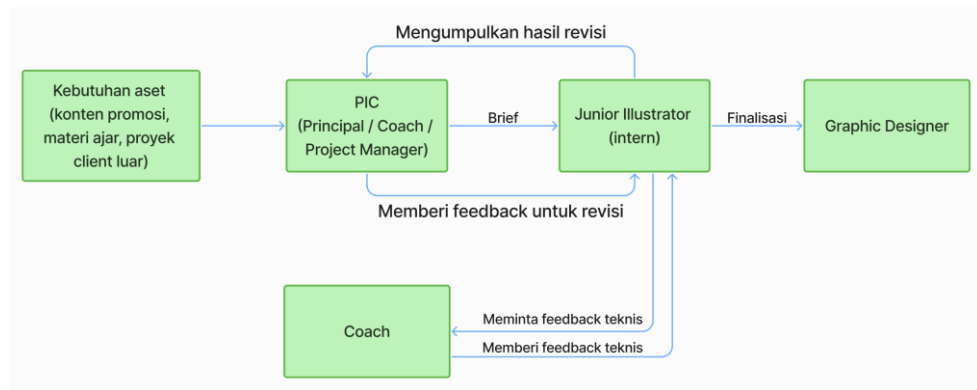 Mengumpulkan hasil revisi
Kebutuhan aset
(konten promosi,
materi ajar, proyek
client luar)
PIC
(Principal / Coach /
Project Manager)
Brief
Junior Illustrator
(intern)
Finalisasi
Graphic Designer
Memberi feedback untuk revisi
Coach
Meminta feedback teknis
Memberi feedback teknis